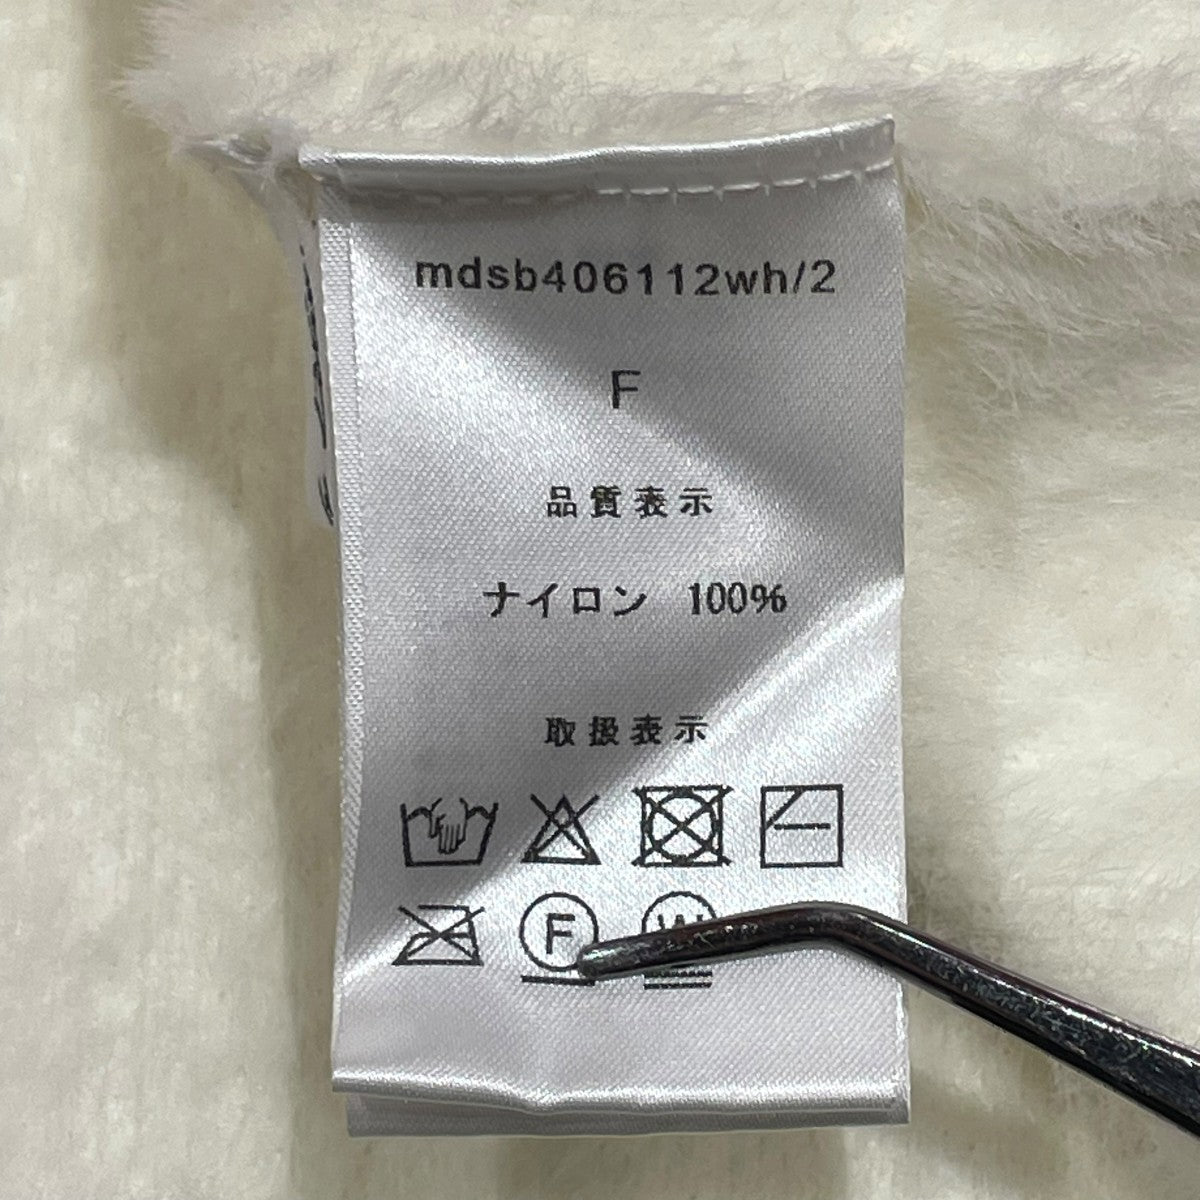 mdsb406112wh/2
F
品質表示
ナイロン 100%
取扱表示
F W